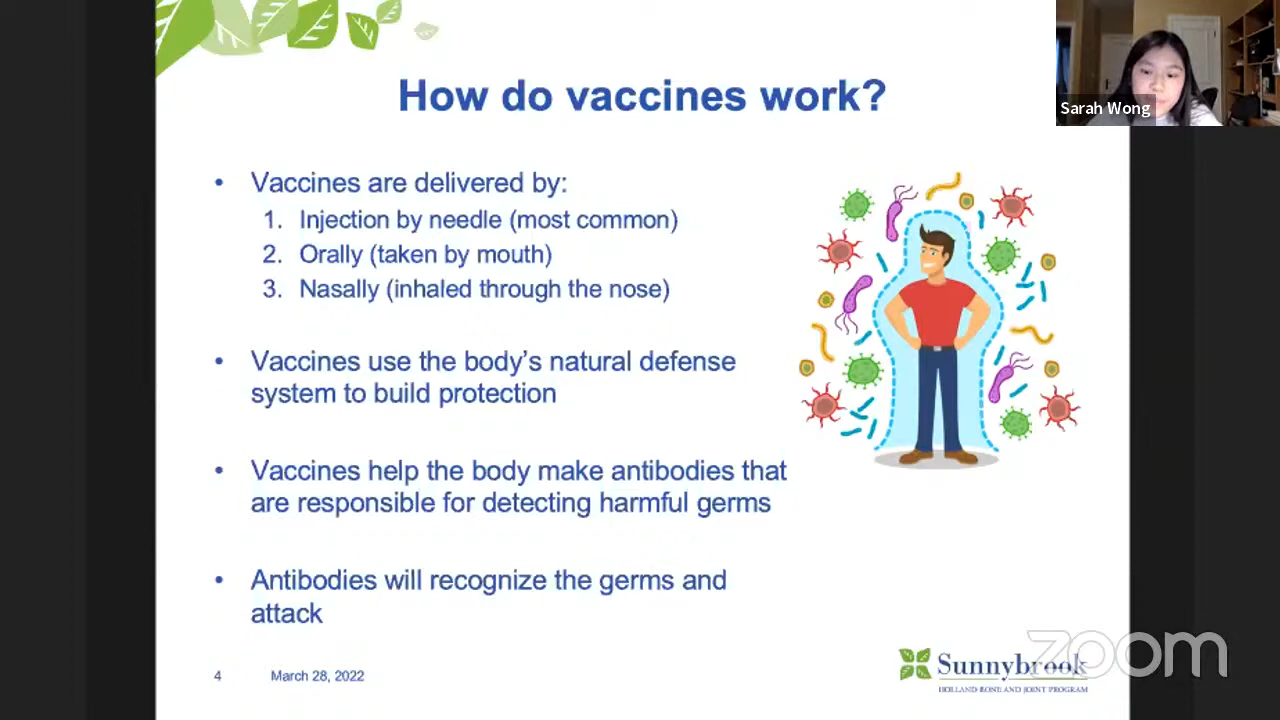 How do vaccines work?
Sarah Wong
• Vaccines are delivered by:
1. Injection by needle (most common)
2. Orally (taken by mouth)
3. Nasally (inhaled through the nose)
• Vaccines use the body's natural defense
system to build protection
• Vaccines help the body make antibodies that
are responsible for detecting harmful germs
• Antibodies will recognize the germs and
attack
4 March 28, 2022
Sunnybrook
HOLLAND BONE AND JOINT PROGRAM
zoom